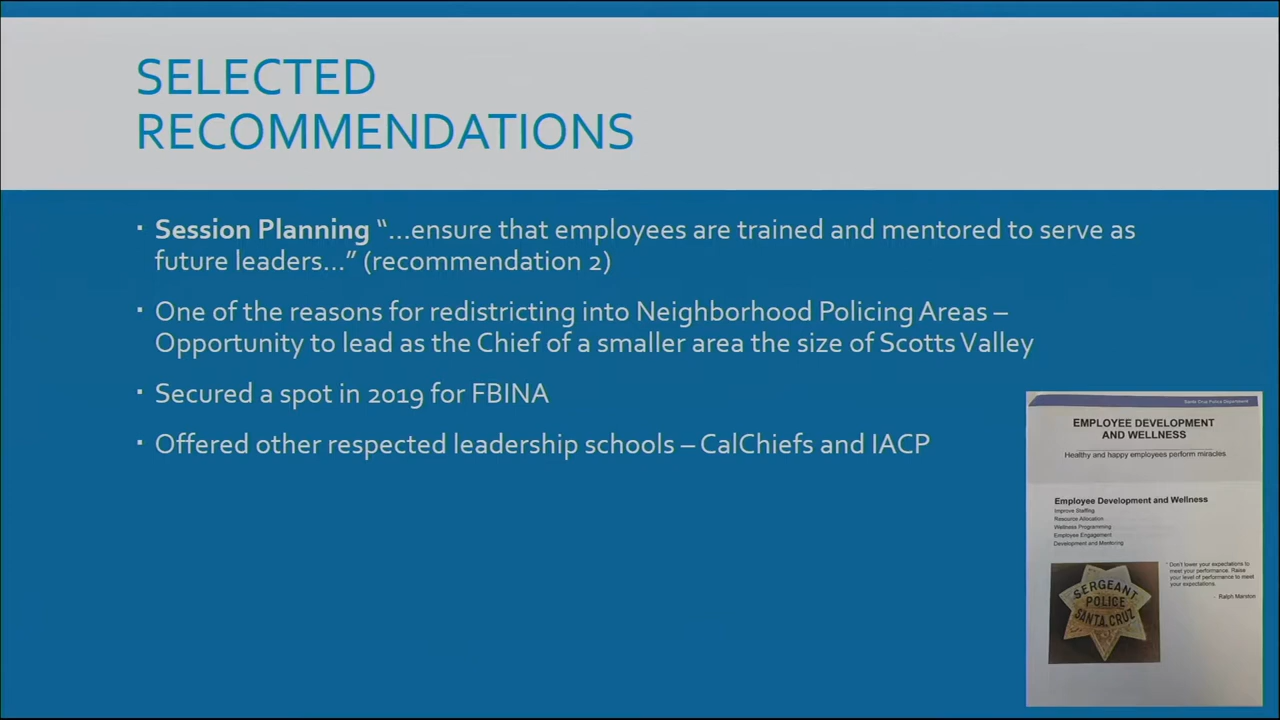 SELECTED
RECOMMENDATIONS
▪ Session Planning “...ensure that employees are trained and mentored to serve as
future leaders...” (recommendation 2)
▪ One of the reasons for redistricting into Neighborhood Policing Areas –
Opportunity to lead as the Chief of a smaller area the size of Scotts Valley
▪ Secured a spot in 2019 for FBINA
▪ Offered other respected leadership schools – CalChiefs and IACP
Santa Cruz Police Department
EMPLOYEE DEVELOPMENT
AND WELLNESS
Healthy and happy employees perform miracles
Employee Development and Wellness
Improve Staffing
Resource Allocation
Wellness Programming
Employee Engagement
Development and Mentoring
" Don't lower your expectations to
meet your performance. Raise
your level of performance to meet
your expectations.
- Ralph Marston
SERGEANT
POLICE
SANTA CRUZ